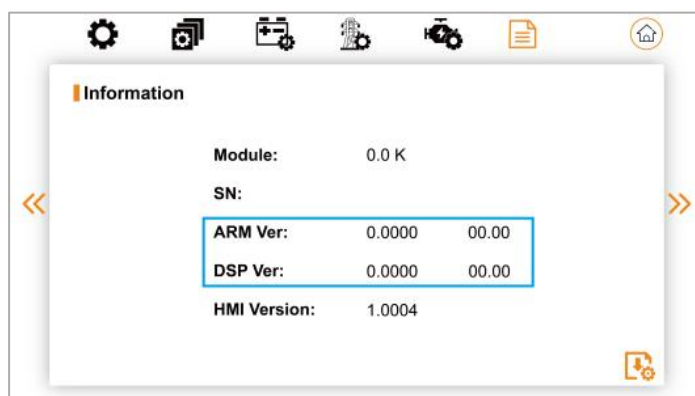 Information
Module: 0.0 K
SN:
ARM Ver: 0.0000 00.00
DSP Ver: 0.0000 00.00
HMI Version: 1.0004